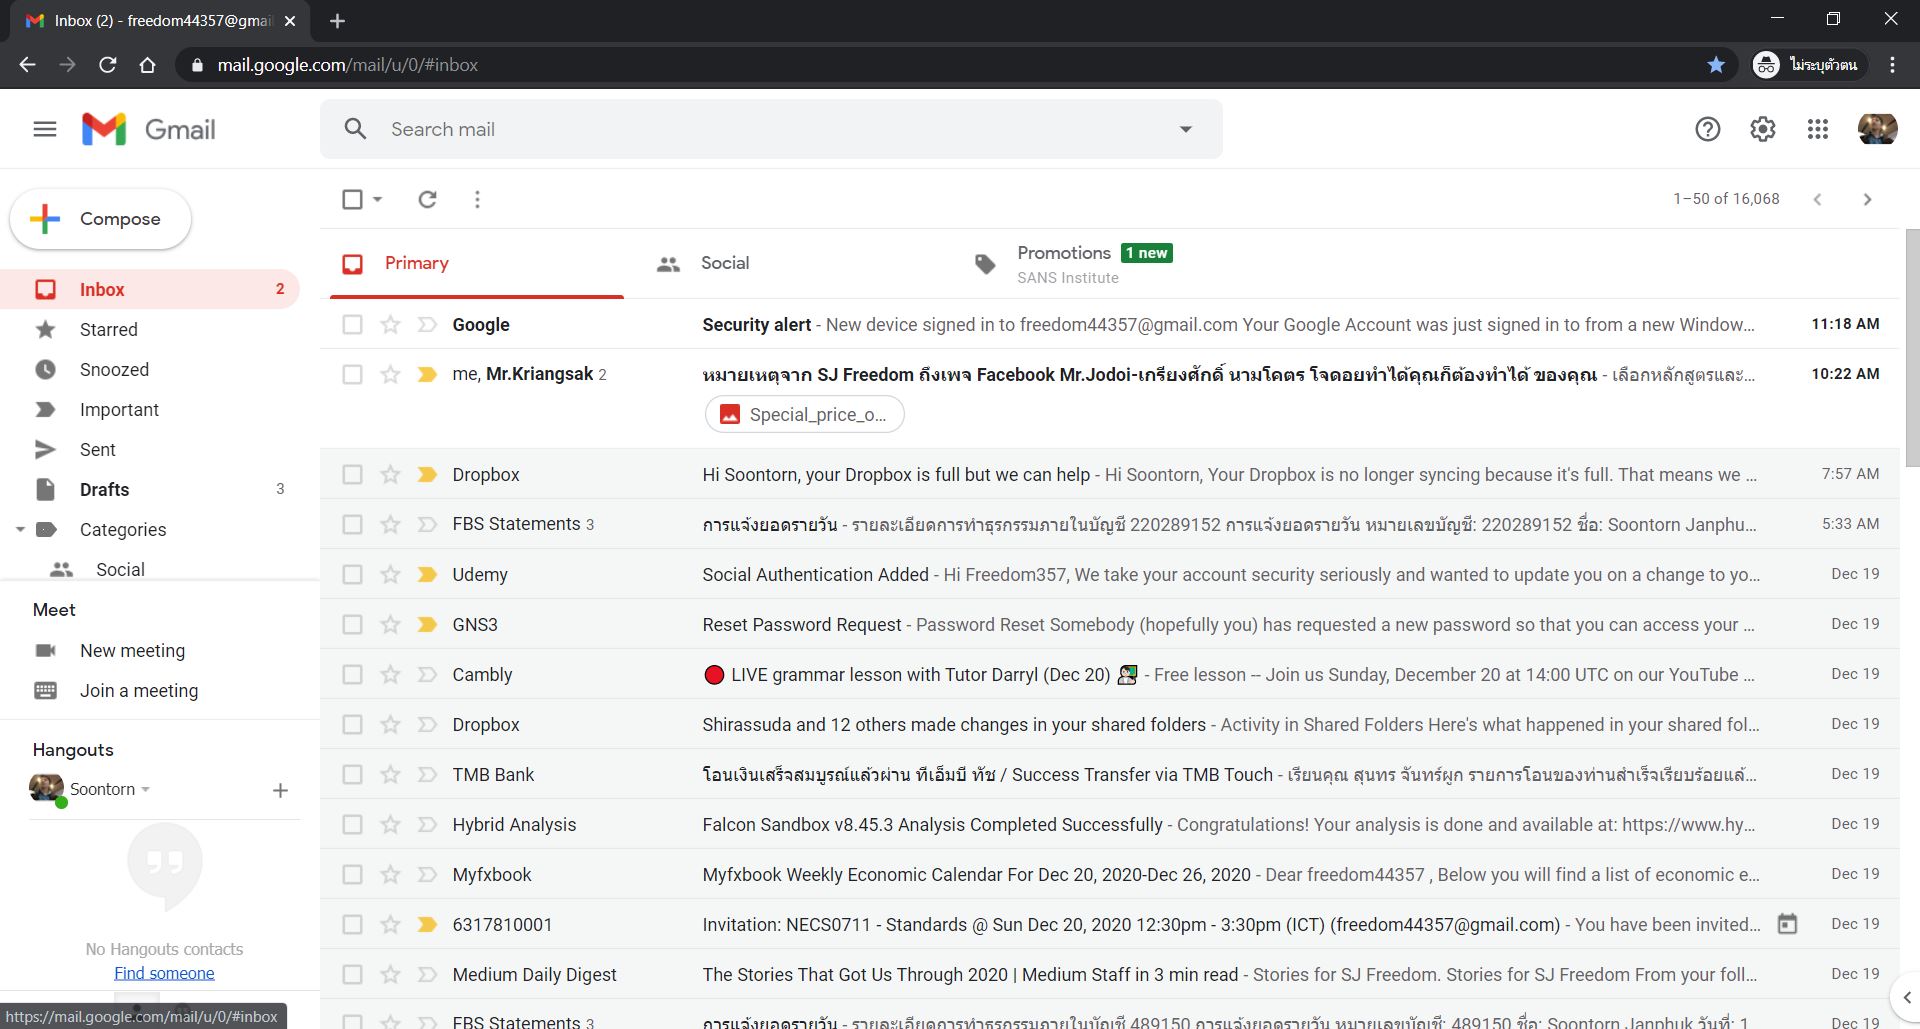 Inbox (2) - freedom44357@gmai
mail.google.com/mail/u/0/#inbox
ไม่ระบุตัวตน
Gmail
Search mail
Compose
1–50 of 16,068
Primary
Social
Promotions 1 new
SANS Institute
Inbox 2
Starred
Snoozed
Important
Sent
Drafts 3
Categories
Social
Meet
New meeting
Join a meeting
Hangouts
Soontorn
No Hangouts contacts
Find someone
https://mail.google.com/mail/u/0/#inbox
Google Security alert - New device signed in to freedom44357@gmail.com Your Google Account was just signed in to from a new Window… 11:18 AM
me, Mr.Kriangsak 2 หมายเหตุจาก SJ Freedom ถึงเพจ Facebook Mr.Jodoi-เกรียงศักดิ์ นามโคตร โจดอยทำได้คุณก็ต้องทำได้ ของคุณ - เลือกหลักสูตรและ… 10:22 AM
Special_price_o…
Dropbox Hi Soontorn, your Dropbox is full but we can help - Hi Soontorn, Your Dropbox is no longer syncing because it's full. That means we … 7:57 AM
FBS Statements 3 การแจ้งยอดรายวัน - รายละเอียดการทำธุรกรรมภายในบัญชี 220289152 การแจ้งยอดรายวัน หมายเลขบัญชี: 220289152 ชื่อ: Soontorn Janphu… 5:33 AM
Udemy Social Authentication Added - Hi Freedom357, We take your account security seriously and wanted to update you on a change to yo… Dec 19
GNS3 Reset Password Request - Password Reset Somebody (hopefully you) has requested a new password so that you can access your … Dec 19
Cambly 🔴 LIVE grammar lesson with Tutor Darryl (Dec 20) - Free lesson -- Join us Sunday, December 20 at 14:00 UTC on our YouTube … Dec 19
Dropbox Shirassuda and 12 others made changes in your shared folders - Activity in Shared Folders Here's what happened in your shared fol… Dec 19
TMB Bank โอนเงินเสร็จสมบูรณ์แล้วผ่าน ทีเอ็มบี ทัช / Success Transfer via TMB Touch - เรียนคุณ สุนทร จันทร์ผูก รายการโอนของท่านสำเร็จเรียบร้อยแล้… Dec 19
Hybrid Analysis Falcon Sandbox v8.45.3 Analysis Completed Successfully - Congratulations! Your analysis is done and available at: https://www.hy… Dec 19
Myfxbook Myfxbook Weekly Economic Calendar For Dec 20, 2020-Dec 26, 2020 - Dear freedom44357 , Below you will find a list of economic e… Dec 19
6317810001 Invitation: NECS0711 - Standards @ Sun Dec 20, 2020 12:30pm - 3:30pm (ICT) (freedom44357@gmail.com) - You have been invited… Dec 19
Medium Daily Digest The Stories That Got Us Through 2020 | Medium Staff in 3 min read - Stories for SJ Freedom. Stories for SJ Freedom From your foll… Dec 19
FBS Statements 3 การแจ้งยอดรายวัน - รายละเอียดการทำธุรกรรมภายในบัญชี 489150 การแจ้งยอดรายวัน หมายเลขบัญชี: 489150 ชื่อ: Soontorn Janphuk วันที่: 1 Dec 19